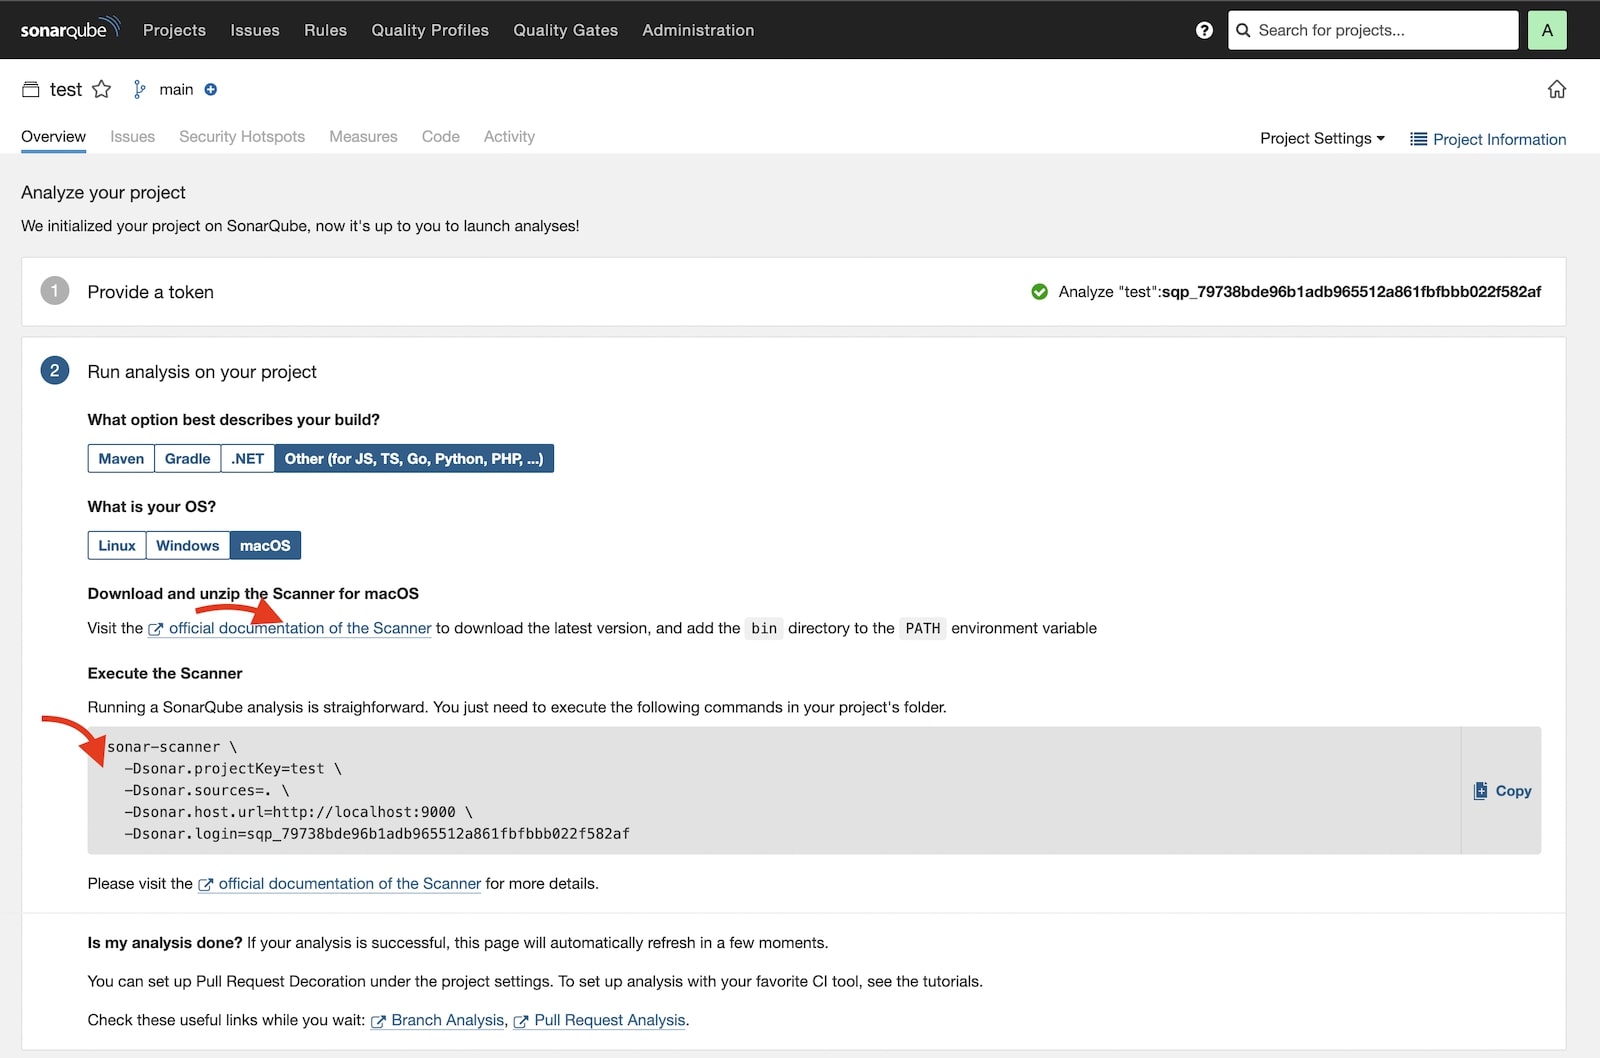 sonarqube Projects Issues Rules Quality Profiles Quality Gates Administration ? Search for projects... A
test main
Overview Issues Security Hotspots Measures Code Activity Project Settings Project Information
Analyze your project
We initialized your project on SonarQube, now it's up to you to launch analyses!
1 Provide a token Analyze "test":sqp_79738bde96b1adb965512a861fbfbbb022f582af
2 Run analysis on your project
What option best describes your build?
Maven Gradle .NET Other (for JS, TS, Go, Python, PHP, ...)
What is your OS?
Linux Windows macOS
Download and unzip the Scanner for macOS
Visit the official documentation of the Scanner to download the latest version, and add the bin directory to the PATH environment variable
Execute the Scanner
Running a SonarQube analysis is straighforward. You just need to execute the following commands in your project's folder.
sonar-scanner \
-Dsonar.projectKey=test \
-Dsonar.sources=. \
-Dsonar.host.url=http://localhost:9000 \
-Dsonar.login=sqp_79738bde96b1adb965512a861fbfbbb022f582af
Copy
Please visit the official documentation of the Scanner for more details.
Is my analysis done? If your analysis is successful, this page will automatically refresh in a few moments.
You can set up Pull Request Decoration under the project settings. To set up analysis with your favorite CI tool, see the tutorials.
Check these useful links while you wait: Branch Analysis, Pull Request Analysis.